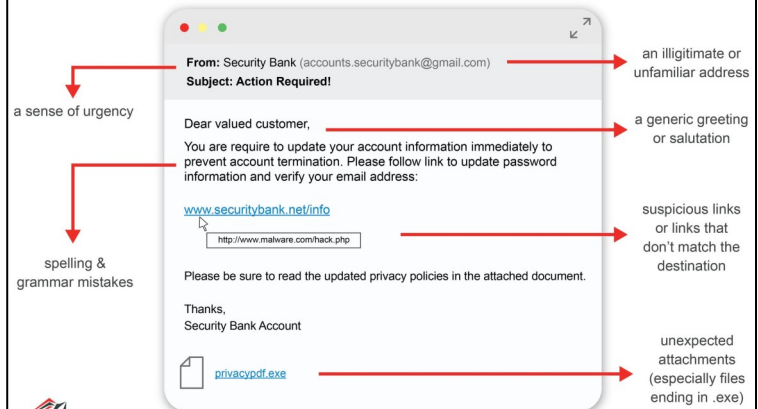 From: Security Bank (accounts.securitybank@gmail.com)
Subject: Action Required!
an illigitimate or
unfamiliar address
a sense of urgency
Dear valued customer,
a generic greeting
or salutation
You are require to update your account information immediately to
prevent account termination. Please follow link to update password
information and verify your email address:
www.securitybank.net/info
http://www.malware.com/hack.php
suspicious links
or links that
don't match the
destination
spelling &
grammar mistakes
Please be sure to read the updated privacy policies in the attached document.
Thanks,
Security Bank Account
privacypdf.exe
unexpected
attachments
(especially files
ending in .exe)